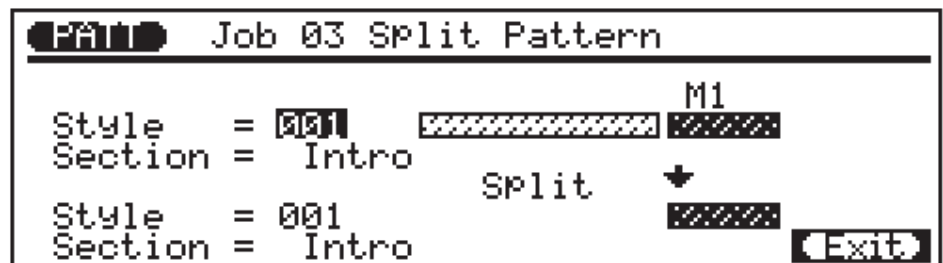 PATT Job 03 Split Pattern
M1
Style = 001
Section = Intro
Split
Style = 001
Section = Intro
Exit